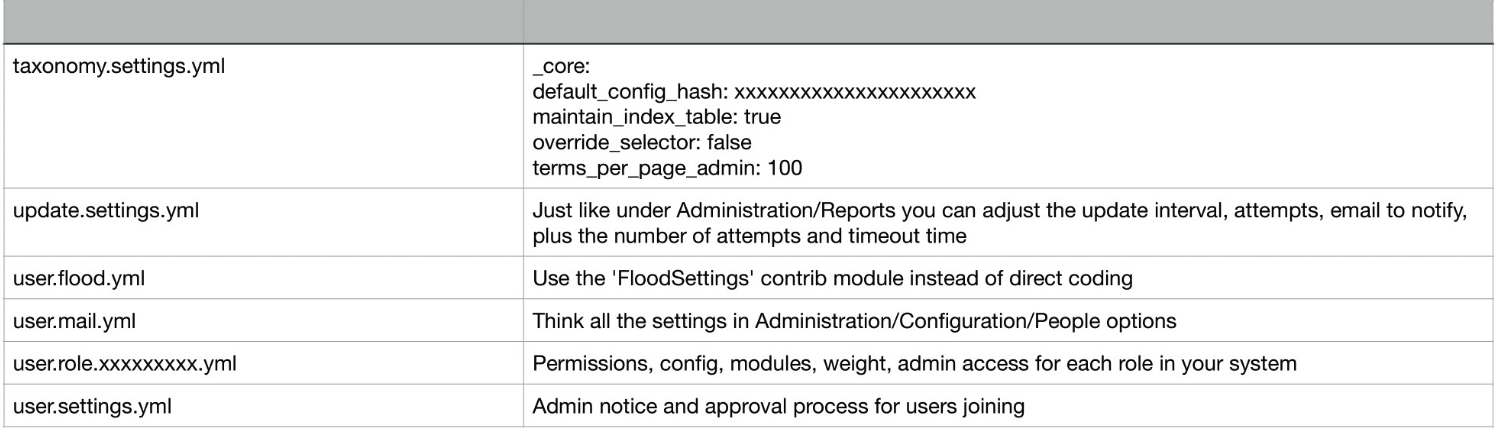 taxonomy.settings.yml
_core:
default_config_hash: xxxxxxxxxxxxxxxxxxxxxx
maintain_index_table: true
override_selector: false
terms_per_page_admin: 100
update.settings.yml
Just like under Administration/Reports you can adjust the update interval, attempts, email to notify,
plus the number of attempts and timeout time
user.flood.yml
Use the 'FloodSettings' contrib module instead of direct coding
user.mail.yml
Think all the settings in Administration/Configuration/People options
user.role.xxxxxxxxx.yml
Permissions, config, modules, weight, admin access for each role in your system
user.settings.yml
Admin notice and approval process for users joining